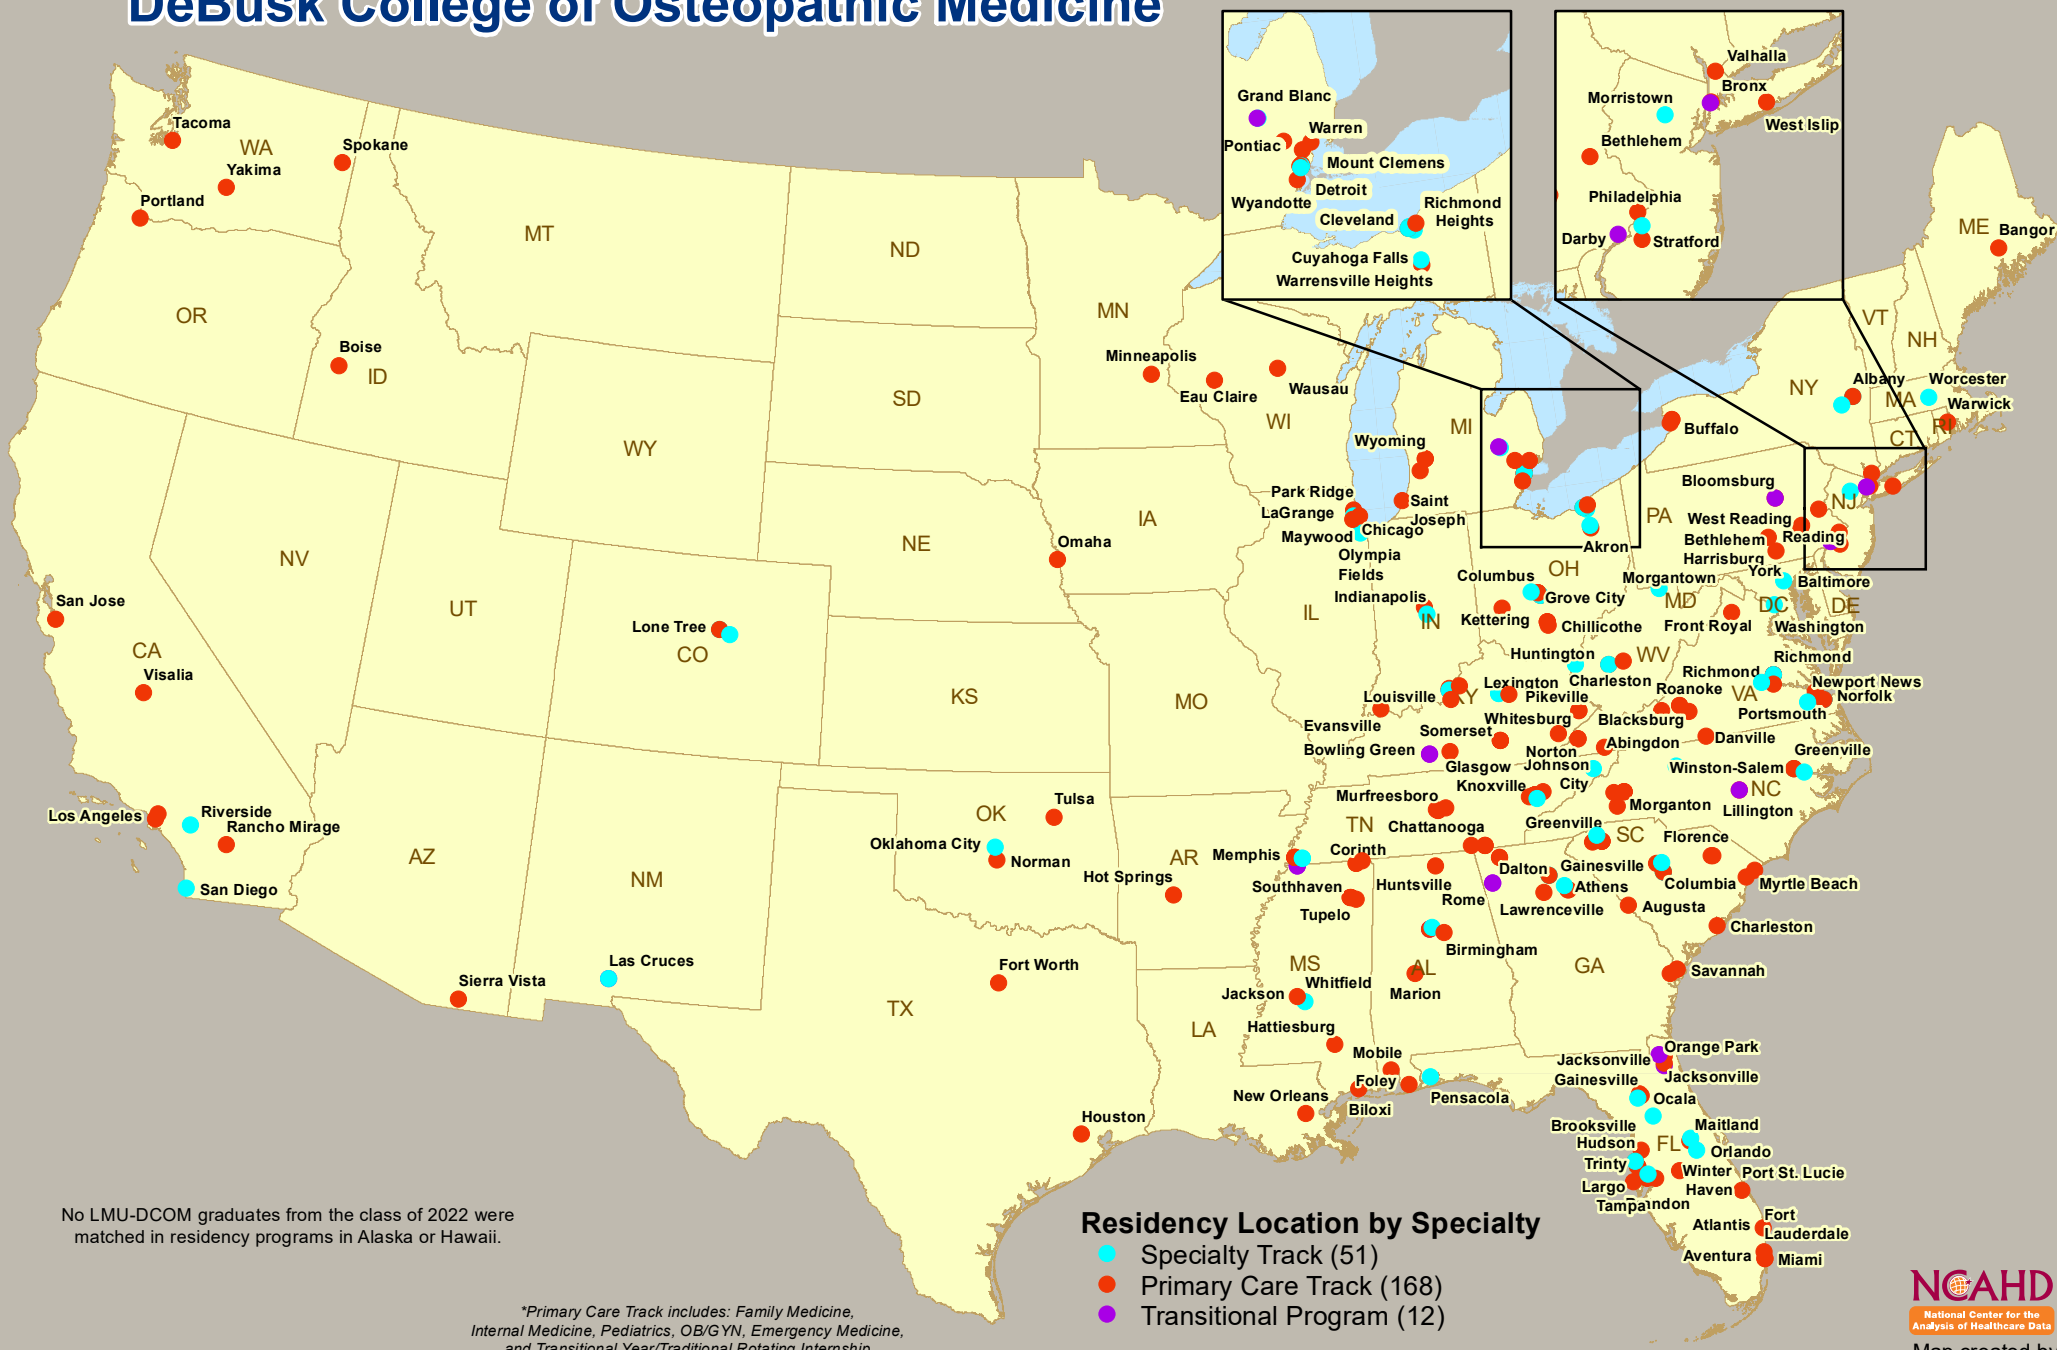 DeBusk College of Osteopathic Medicine
Grand Blanc
Warren
Pontiac
Mount Clemens
Detroit
Wyandotte
Richmond
Heights
Cleveland
Cuyahoga Falls
Warrensville Heights
Valhalla
Bronx
Morristown
West Islip
Bethlehem
Philadelphia
Darby
Stratford
Tacoma
WA
Spokane
Yakima
Portland
MT
ND
MN
ME
Bangor
OR
Boise
ID
SD
WY
Minneapolis
Eau Claire
Wausau
WI
MI
Wyoming
VT
NH
NY
Albany
Worcester
MA
Warwick
RI
CT
Buffalo
Bloomsburg
NJ
PA
West Reading
Bethlehem
Reading
Harrisburg
York
Baltimore
Park Ridge
LaGrange
Maywood
Chicago
Saint
Joseph
Olympia
Fields
Akron
OH
NV
UT
NE
IA
Omaha
San Jose
CA
Visalia
Lone Tree
CO
KS
MO
IL
Indianapolis
IN
Columbus
Grove City
Kettering
Chillicothe
Morgantown
MD
DC
DE
Front Royal
Washington
Huntington
WV
Charleston
Richmond
Richmond
VA
Newport News
Norfolk
Portsmouth
Roanoke
Blacksburg
Louisville
KY
Lexington
Pikeville
Whitesburg
Evansville
Somerset
Bowling Green
Glasgow
Norton
Abingdon
Danville
Greenville
Johnson
City
Winston-Salem
NC
Lillington
Knoxville
Morganton
Murfreesboro
TN
Chattanooga
Greenville
SC
Florence
Los Angeles
Riverside
Rancho Mirage
San Diego
AZ
NM
OK
Tulsa
Oklahoma City
Norman
AR
Hot Springs
Memphis
Corinth
Southhaven
Huntsville
Tupelo
Rome
Dalton
Gainesville
Athens
Lawrenceville
Columbia
Myrtle Beach
Augusta
Charleston
Birmingham
Savannah
Sierra Vista
Las Cruces
Fort Worth
TX
LA
MS
AL
GA
Whitfield
Jackson
Marion
Hattiesburg
Mobile
Foley
New Orleans
Biloxi
Pensacola
Houston
Orange Park
Jacksonville
Jacksonville
Gainesville
Ocala
Brooksville
Maitland
Hudson
FL
Orlando
Trinty
Winter
Haven
Port St. Lucie
Largo
Tampa
Atlantis
Fort
Lauderdale
Aventura
Miami
No LMU-DCOM graduates from the class of 2022 were
matched in residency programs in Alaska or Hawaii.
Residency Location by Specialty
Specialty Track (51)
Primary Care Track (168)
Transitional Program (12)
*Primary Care Track includes: Family Medicine,
Internal Medicine, Pediatrics, OB/GYN, Emergency Medicine,
and Transitional Year/Traditional Rotating Internship
NCAHD
National Center for the
Analysis of Healthcare Data
Map created by